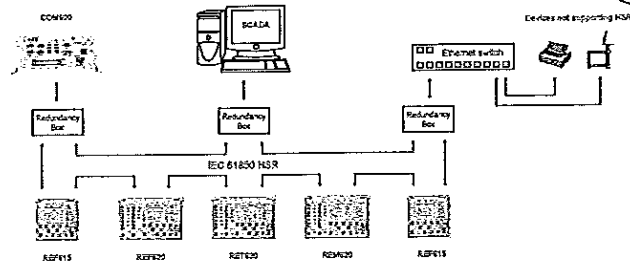 COM600
SCADA
Devices not supporting HSR
Ethernet switch
Redundancy
Box
Redundancy
Box
Redundancy
Box
IEC 61850 HSR
REF615
REF620
RET620
REM620
REF615